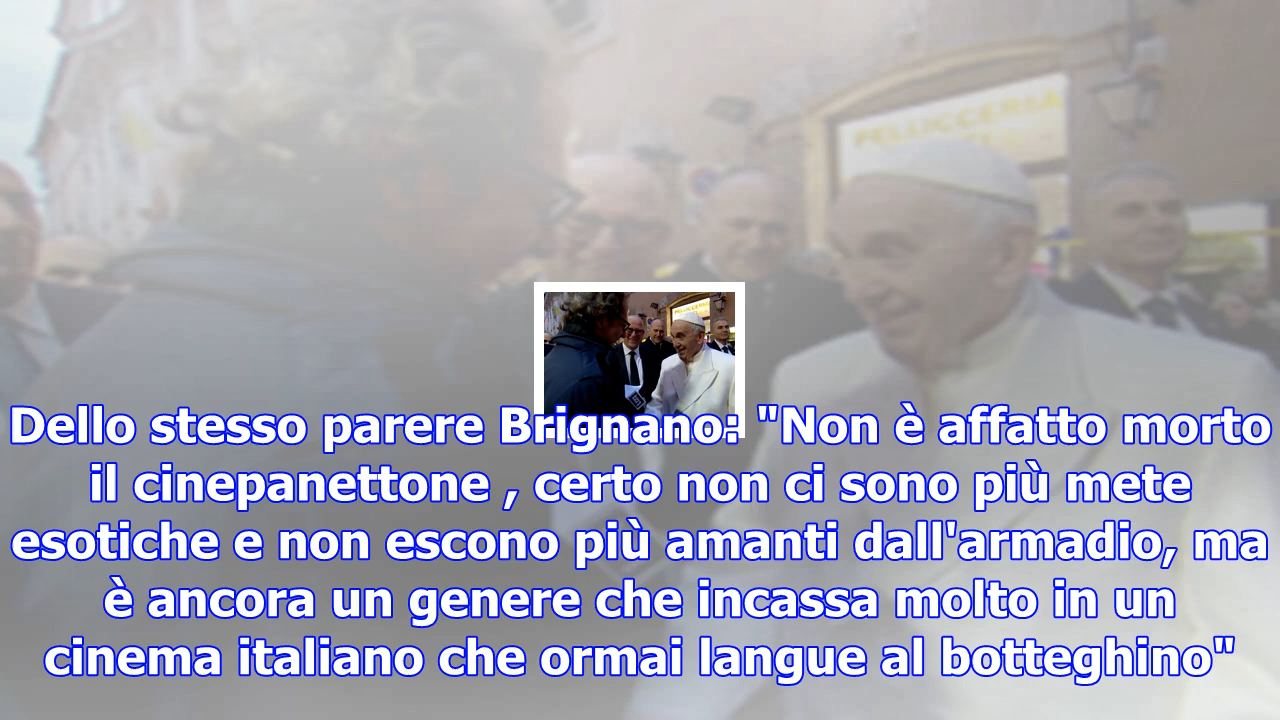 PELLICCERIA
Dello stesso parere Brignano: "Non è affatto morto
il cinepanettone , certo non ci sono più mete
esotiche e non escono più amanti dall'armadio, ma
è ancora un genere che incassa molto in un
cinema italiano che ormai langue al botteghino"